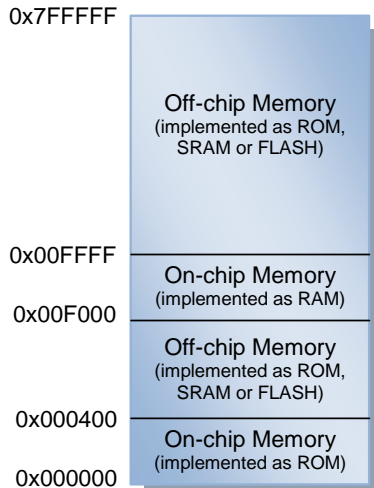 0x7FFFFF
Off-chip Memory
(implemented as ROM,
SRAM or FLASH)
0x00FFFF
On-chip Memory
(implemented as RAM)
0x00F000
Off-chip Memory
(implemented as ROM,
SRAM or FLASH)
0x000400
On-chip Memory
(implemented as ROM)
0x000000